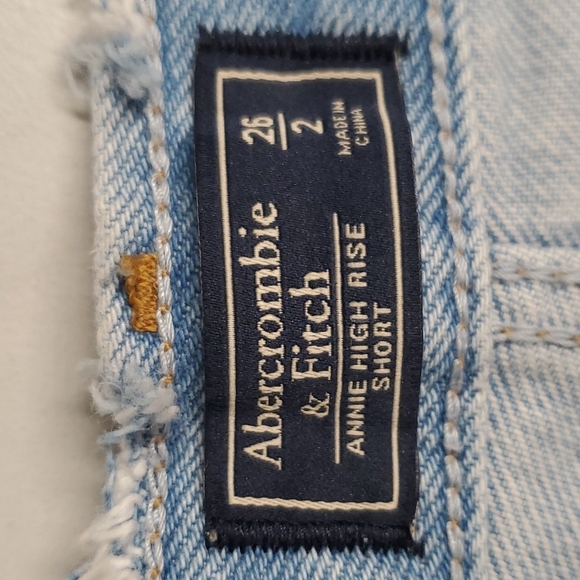 Abercrombie
& Fitch
ANNIE HIGH RISE
SHORT
26
2
MADE IN
CHINA